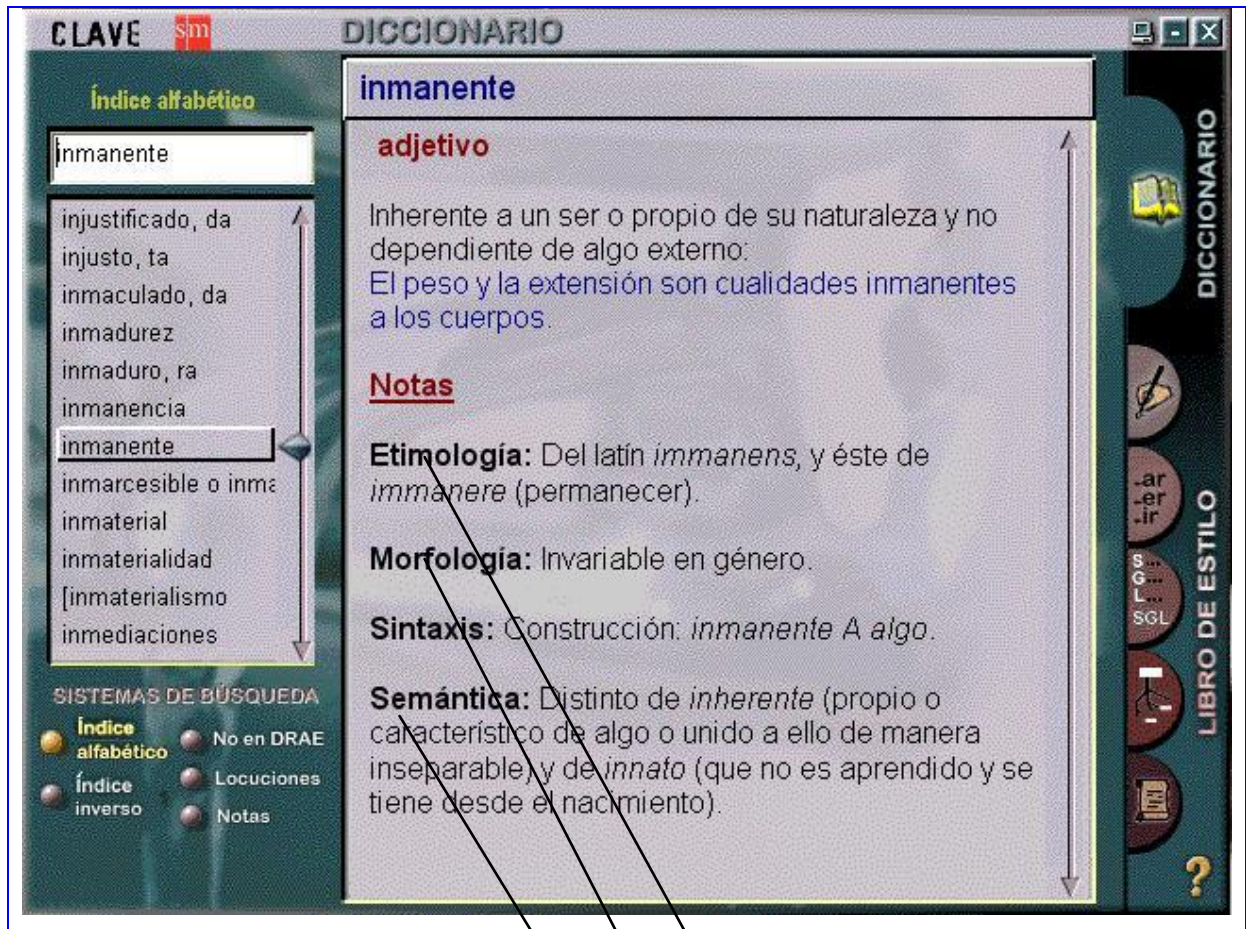 CLAVE sm DICCIONARIO
Índice alfabético
inmanente
injustificado, da
injusto, ta
inmaculado, da
inmadurez
inmaduro, ra
inmanencia
inmanente
inmarcesible o inma
inmaterial
inmaterialidad
[inmaterialismo
inmediaciones
SISTEMAS DE BÚSQUEDA
Índice
alfabético
No en DRAE
Índice
inverso
Locuciones
Notas
inmanente
adjetivo
Inherente a un ser o propio de su naturaleza y no
dependiente de algo externo:
El peso y la extensión son cualidades inmanentes
a los cuerpos.
Notas
Etimología: Del latín immanens, y éste de
immanere (permanecer).
Morfología: Invariable en género.
Sintaxis: Construcción: inmanente A algo.
Semántica: Distinto de inherente (propio o
característico de algo o unido a ello de manera
inseparable) y de innato (que no es aprendido y se
tiene desde el nacimiento).
DICCIONARIO
-ar
-er
-ir
S...
G...
L...
SGL
LIBRO DE ESTILO
?